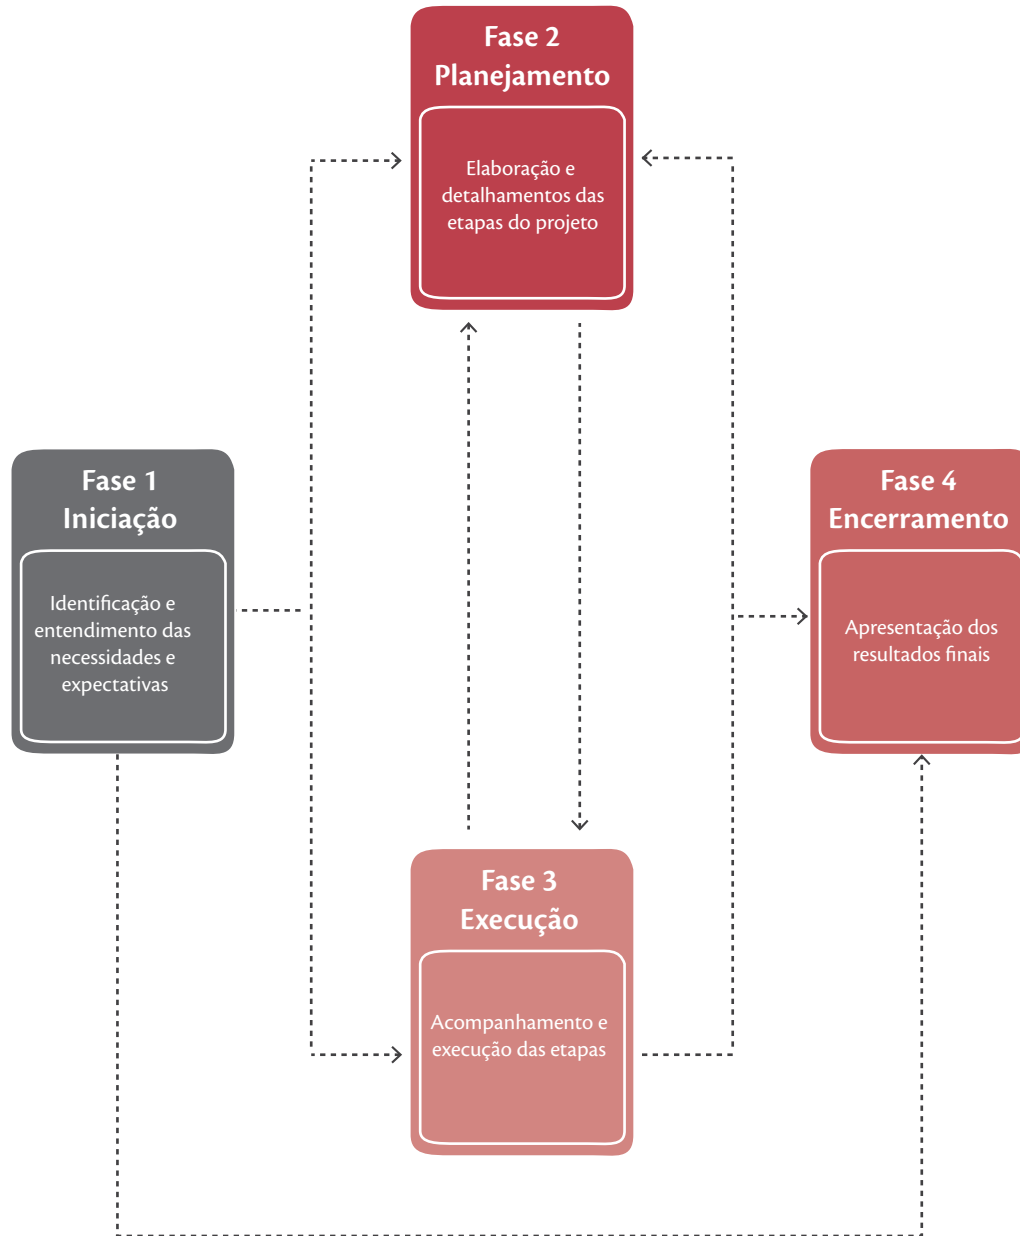 Fase 1
Iniciação
Identificação e
entendimento das
necessidades e
expectativas
Fase 2
Planejamento
Elaboração e
detalhamentos das
etapas do projeto
Fase 3
Execução
Acompanhamento e
execução das etapas
Fase 4
Encerramento
Apresentação dos
resultados finais